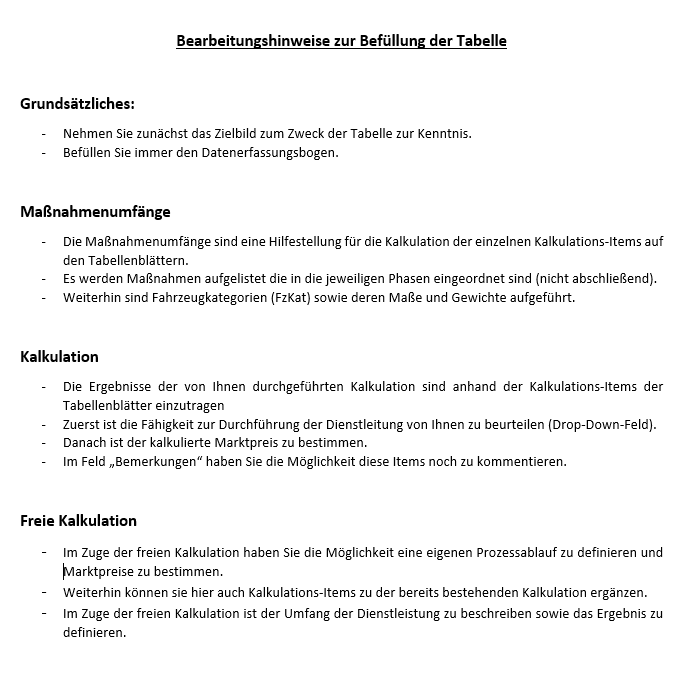 Bearbeitungshinweise zur Befüllung der Tabelle
Grundsätzliches:
- Nehmen Sie zunächst das Zielbild zum Zweck der Tabelle zur Kenntnis.
- Befüllen Sie immer den Datenerfassungsbogen.
Maßnahmenumfänge
- Die Maßnahmenumfänge sind eine Hilfestellung für die Kalkulation der einzelnen Kalkulations-Items auf
den Tabellenblättern.
- Es werden Maßnahmen aufgelistet die in die jeweiligen Phasen eingeordnet sind (nicht abschließend).
- Weiterhin sind Fahrzeugkategorien (FzKat) sowie deren Maße und Gewichte aufgeführt.
Kalkulation
- Die Ergebnisse der von Ihnen durchgeführten Kalkulation sind anhand der Kalkulations-Items der
Tabellenblätter einzutragen
- Zuerst ist die Fähigkeit zur Durchführung der Dienstleitung von Ihnen zu beurteilen (Drop-Down-Feld).
- Danach ist der kalkulierte Marktpreis zu bestimmen.
- Im Feld „Bemerkungen“ haben Sie die Möglichkeit diese Items noch zu kommentieren.
Freie Kalkulation
- Im Zuge der freien Kalkulation haben Sie die Möglichkeit eine eigenen Prozessablauf zu definieren und
Marktpreise zu bestimmen.
- Weiterhin können sie hier auch Kalkulations-Items zu der bereits bestehenden Kalkulation ergänzen.
- Im Zuge der freien Kalkulation ist der Umfang der Dienstleistung zu beschreiben sowie das Ergebnis zu
definieren.